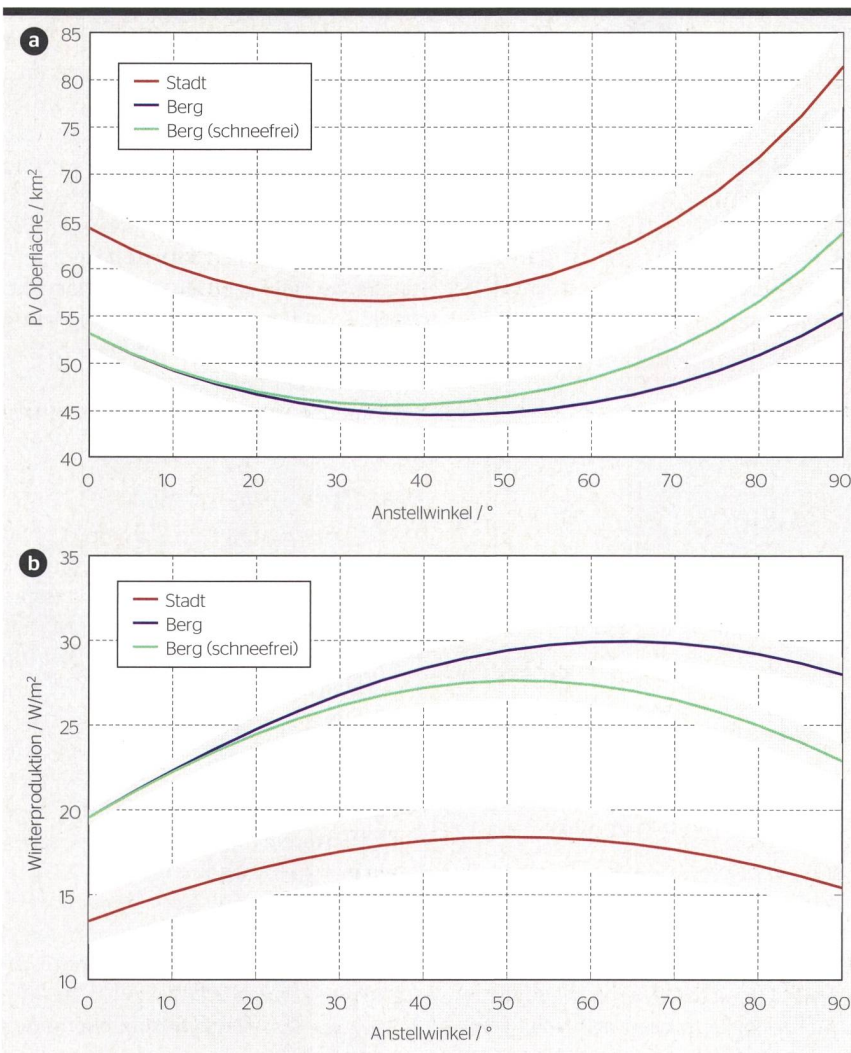 a
85
80
75
70
65
60
55
50
45
40
PV Oberfläche / km²
Stadt
Berg
Berg (schneefrei)
0 10 20 30 40 50 60 70 80 90
Anstellwinkel / °
b
35
30
25
20
15
10
Winterproduktion / W/m²
Stadt
Berg
Berg (schneefrei)
0 10 20 30 40 50 60 70 80 90
Anstellwinkel / °